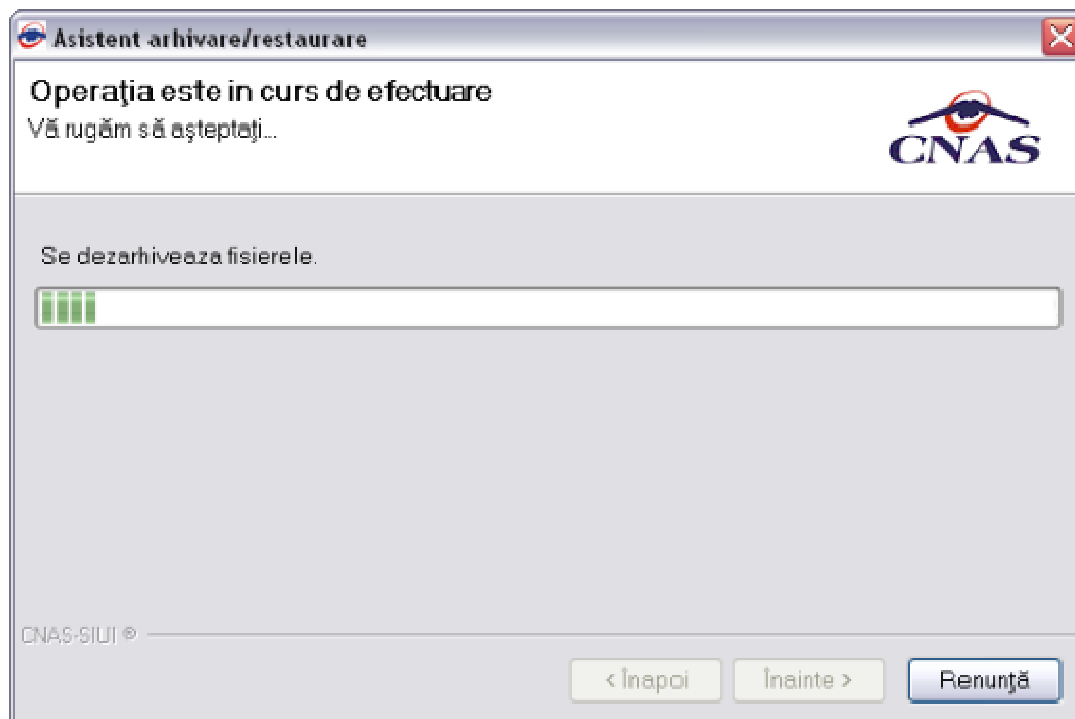 Asistent arhivare/restaurare
Operaţia este in curs de efectuare
Vă rugăm să aşteptaţi...
CNAS
Se dezarhiveaza fisierele.
CNAS-SIUI ®
< Înapoi
Înainte >
Renunţă